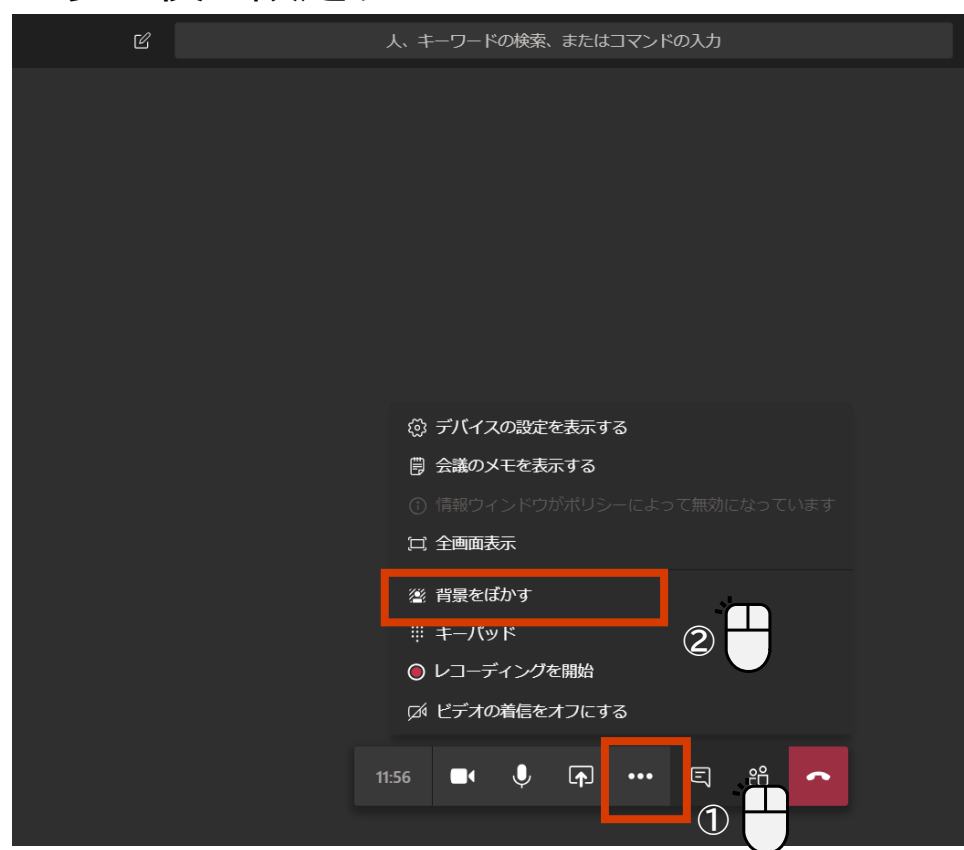 人、キーワードの検索、またはコマンドの入力
デバイスの設定を表示する
会議のメモを表示する
情報ウィンドウがポリシーによって無効になっています
全画面表示
背景をぼかす
キーパッド
②
レコーディングを開始
ビデオの着信をオフにする
11:56
①